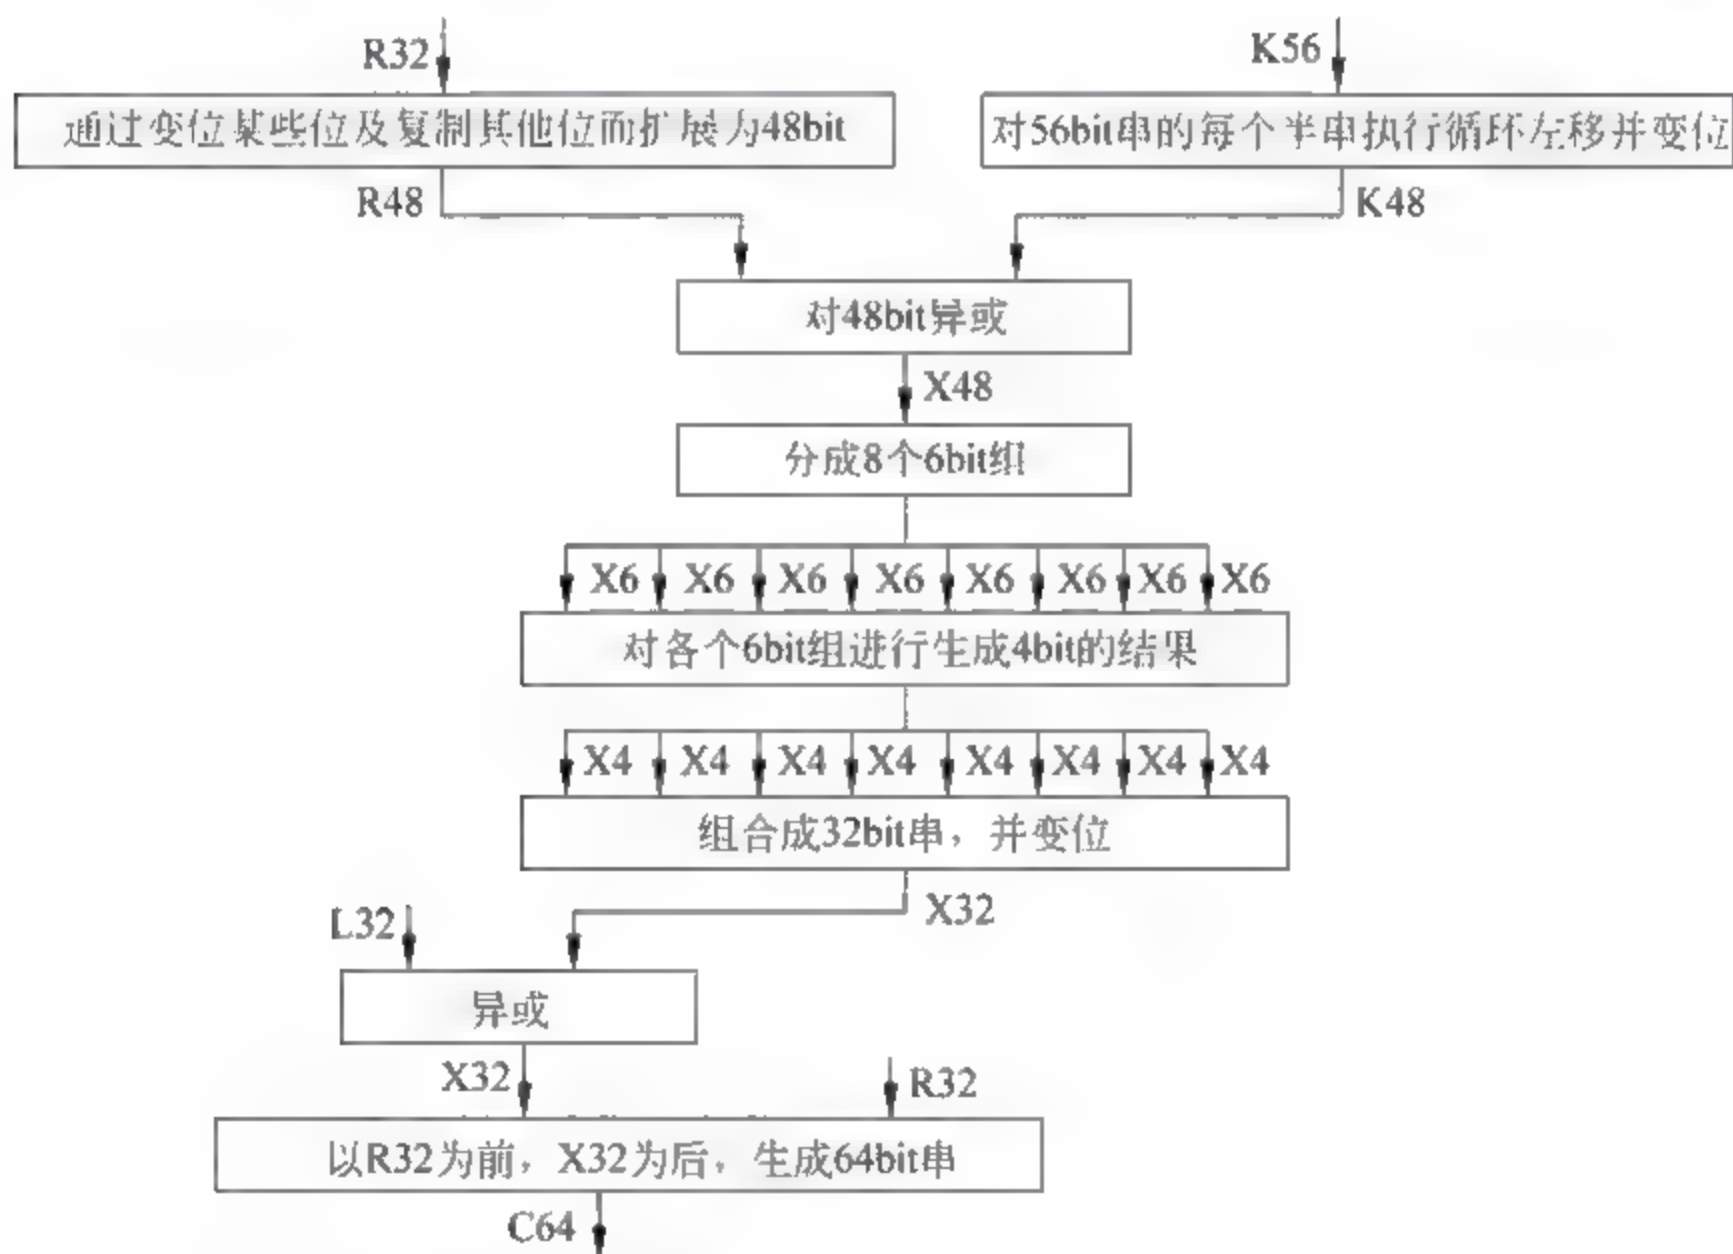 R32
K56
通过变位某些位及复制其他位而扩展为48bit
对56bit串的每个半串执行循环左移并变位
R48
K48
对48bit异或
X48
分成8个6bit组
X6 X6 X6 X6 X6 X6 X6 X6
对各个6bit组进行生成4bit的结果
X4 X4 X4 X4 X4 X4 X4 X4
组合成32bit串，并变位
L32
X32
异或
X32
R32
以R32为前，X32为后，生成64bit串
C64